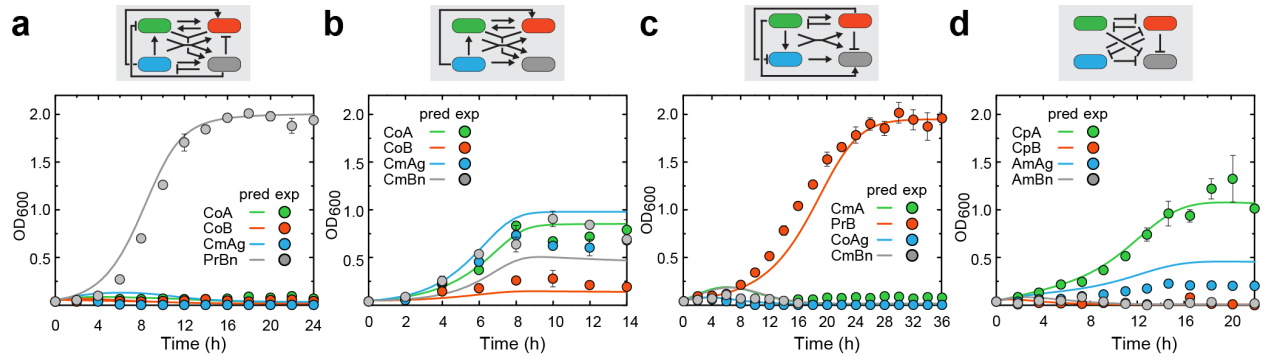 a
b
c
d
2.0
1.5
1.0
0.5
OD600
pred exp
CoA
CoB
CmAg
PrBn
0 4 8 12 16 20 24
Time (h)
2.0
1.5
1.0
0.5
OD600
pred exp
CoA
CoB
CmAg
CmBn
0 2 4 6 8 10 12 14
Time (h)
2.0
1.5
1.0
0.5
OD600
pred exp
CmA
PrB
CoAg
CmBn
0 4 8 12 16 20 24 28 32 36
Time (h)
2.0
1.5
1.0
0.5
0
OD600
pred exp
CpA
CpB
AmAg
AmBn
0 4 8 12 16 20
Time (h)